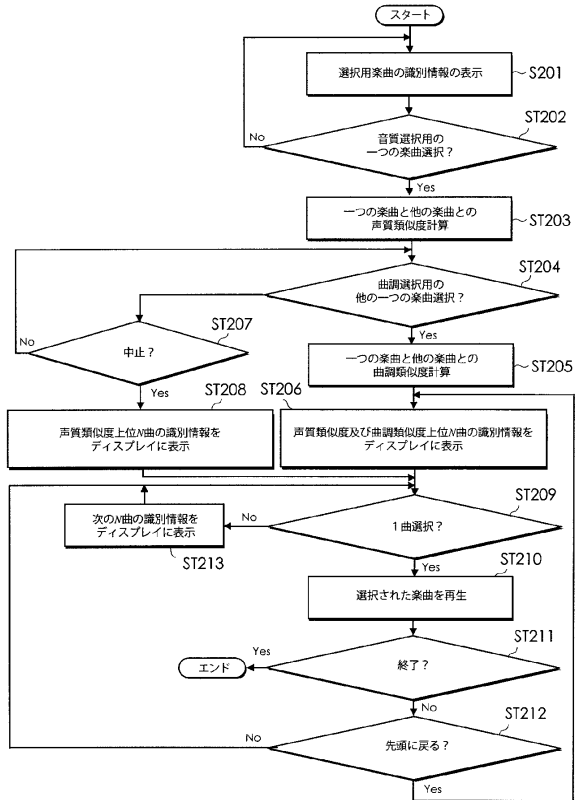 スタート
選択用楽曲の識別情報の表示
S201
ST202
音質選択用の
一つの楽曲選択？
No
Yes
一つの楽曲と他の楽曲との
声質類似度計算
ST203
ST204
曲調選択用の
他の一つの楽曲選択？
Yes
ST207
中止？
No
Yes
一つの楽曲と他の楽曲との
曲調類似度計算
ST205
ST208
声質類似度上位N曲の識別情報を
ディスプレイに表示
ST206
声質類似度及び曲調類似度上位N曲の識別情報を
ディスプレイに表示
ST209
1曲選択？
No
Yes
次のN曲の識別情報を
ディスプレイに表示
ST213
ST210
選択された楽曲を再生
ST211
終了？
Yes
エンド
No
ST212
先頭に戻る？
No
Yes